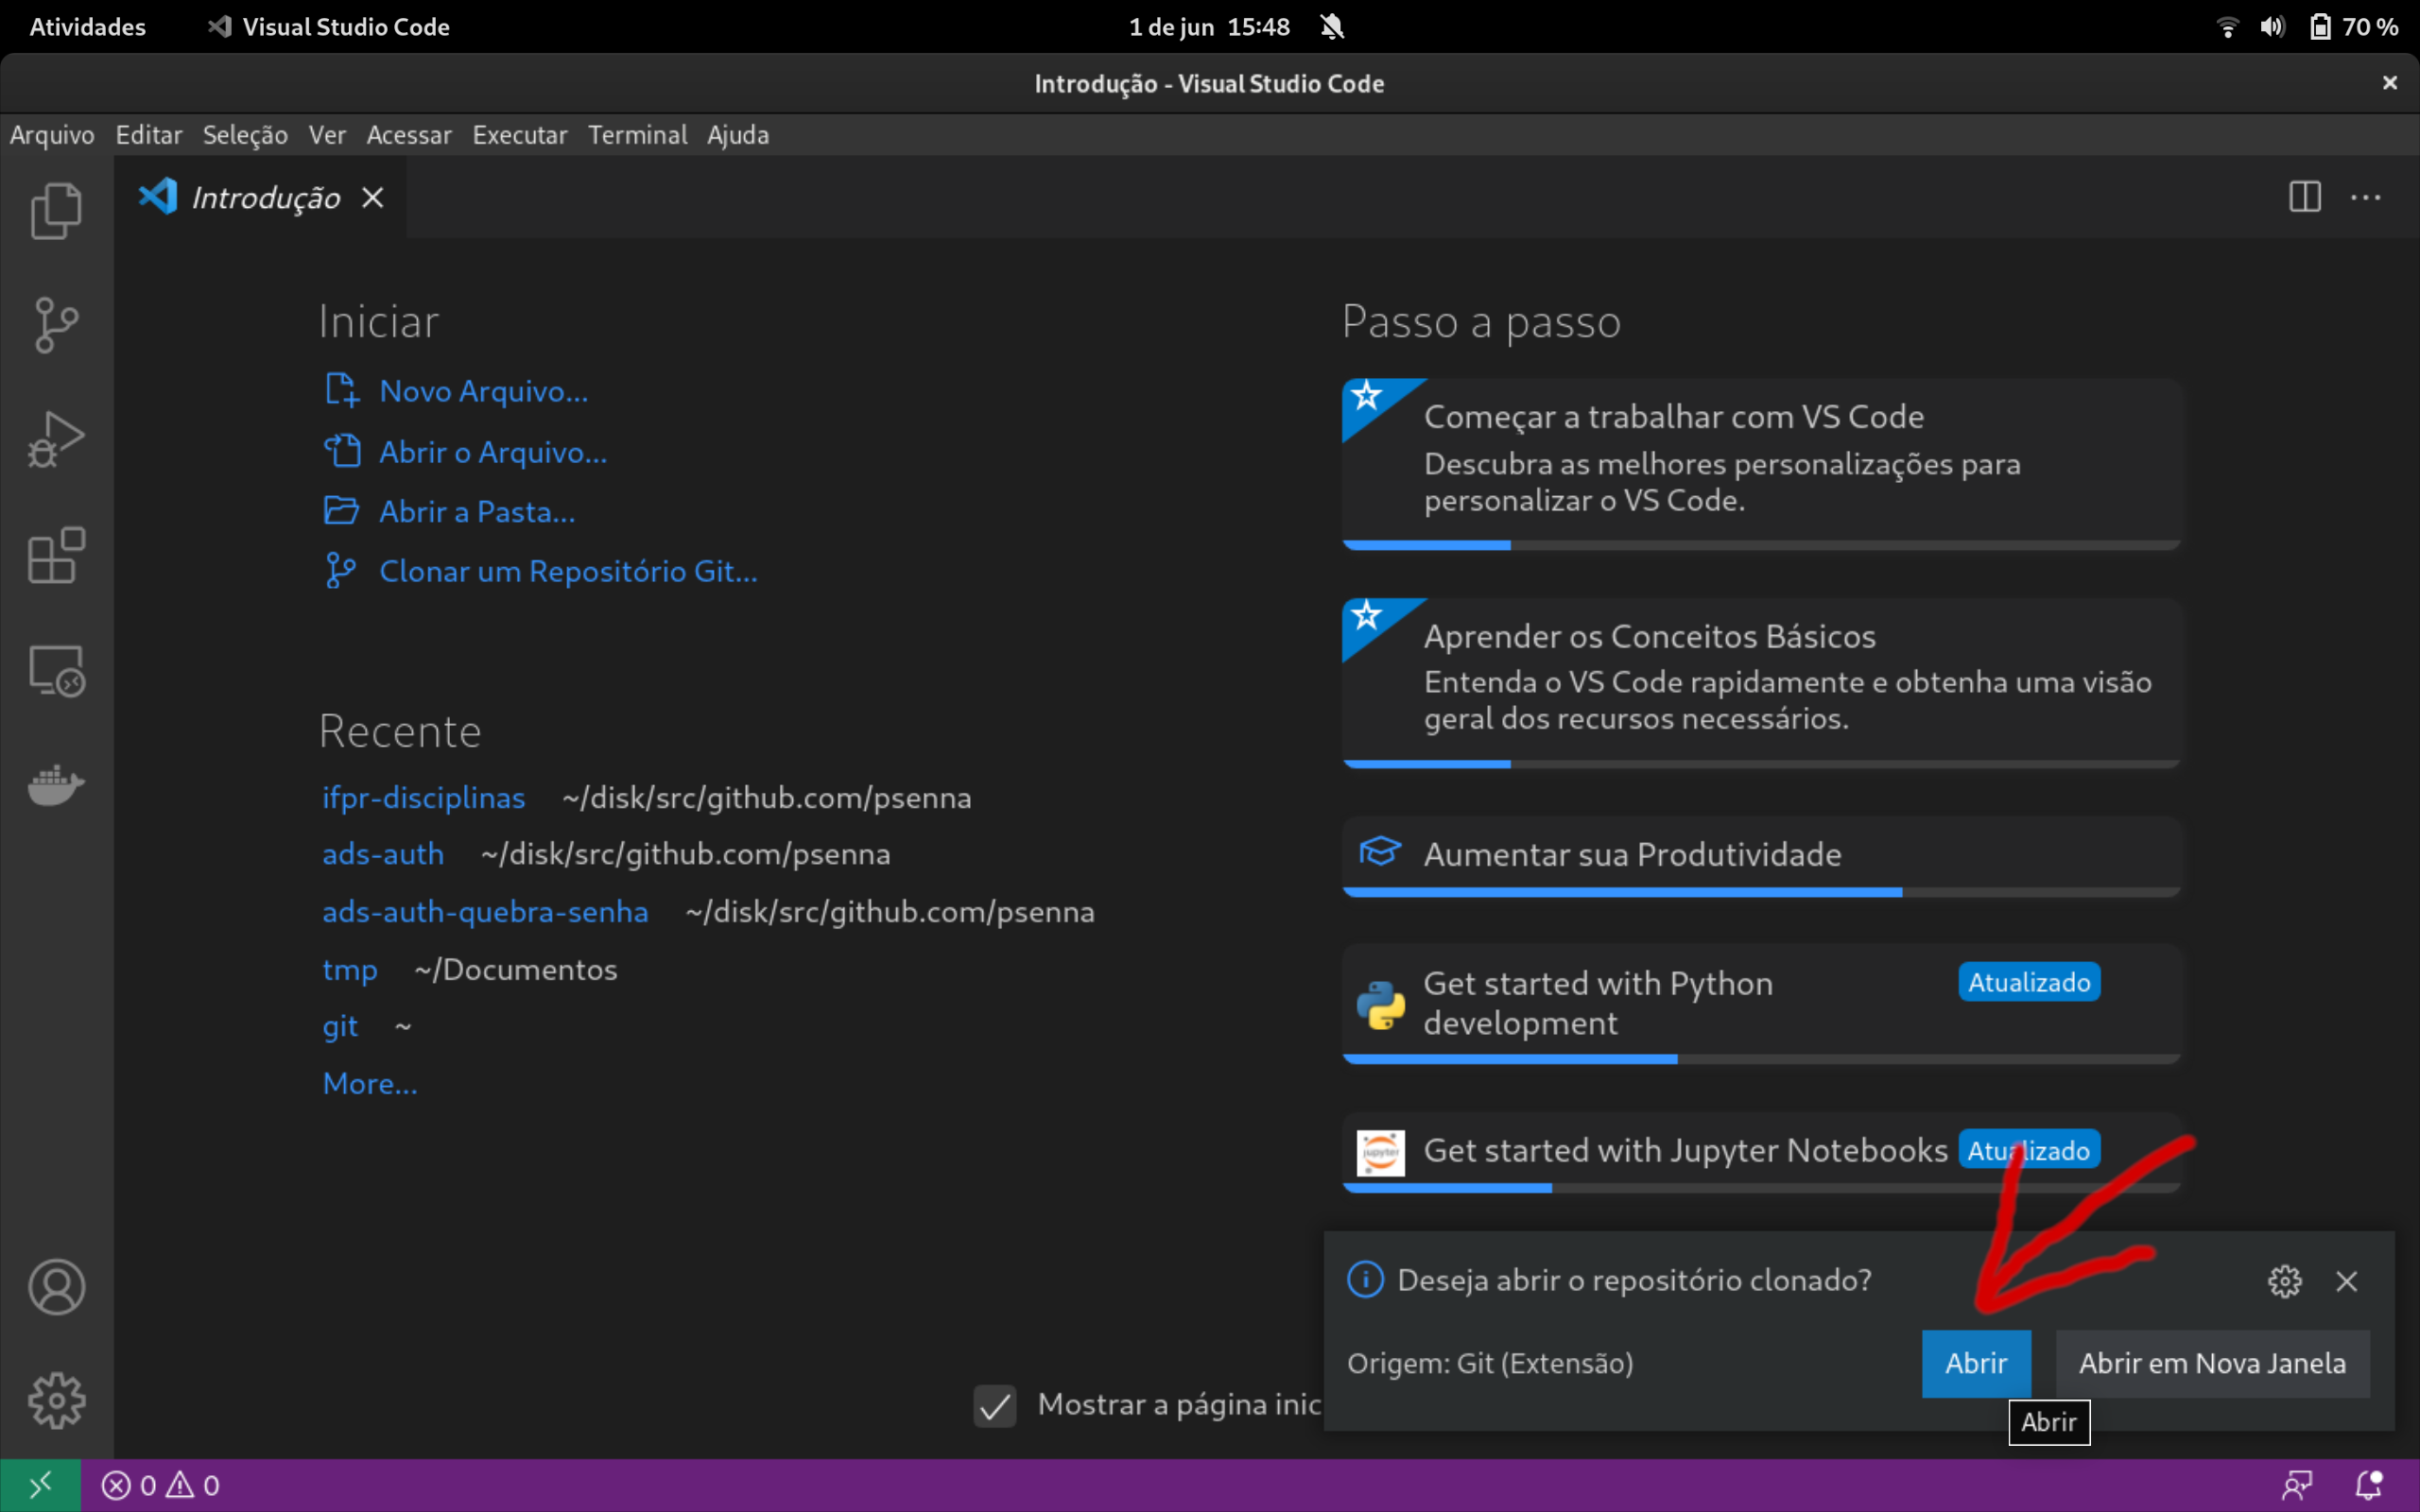 Atividades
Visual Studio Code
1 de jun 15:48
70 %
Introdução - Visual Studio Code
Arquivo Editar Seleção Ver Acessar Executar Terminal Ajuda
Introdução
Iniciar
Novo Arquivo...
Abrir o Arquivo...
Abrir a Pasta...
Clonar um Repositório Git...
Recente
ifpr-disciplinas ~/disk/src/github.com/psenna
ads-auth ~/disk/src/github.com/psenna
ads-auth-quebra-senha ~/disk/src/github.com/psenna
tmp ~/Documentos
git ~
More...
Passo a passo
Começar a trabalhar com VS Code
Descubra as melhores personalizações para
personalizar o VS Code.
Aprender os Conceitos Básicos
Entenda o VS Code rapidamente e obtenha uma visão
geral dos recursos necessários.
Aumentar sua Produtividade
Get started with Python
development
Atualizado
jupyter
Get started with Jupyter Notebooks
Atualizado
Deseja abrir o repositório clonado?
Origem: Git (Extensão)
Abrir
Abrir em Nova Janela
Abrir
Mostrar a página inic
0 0